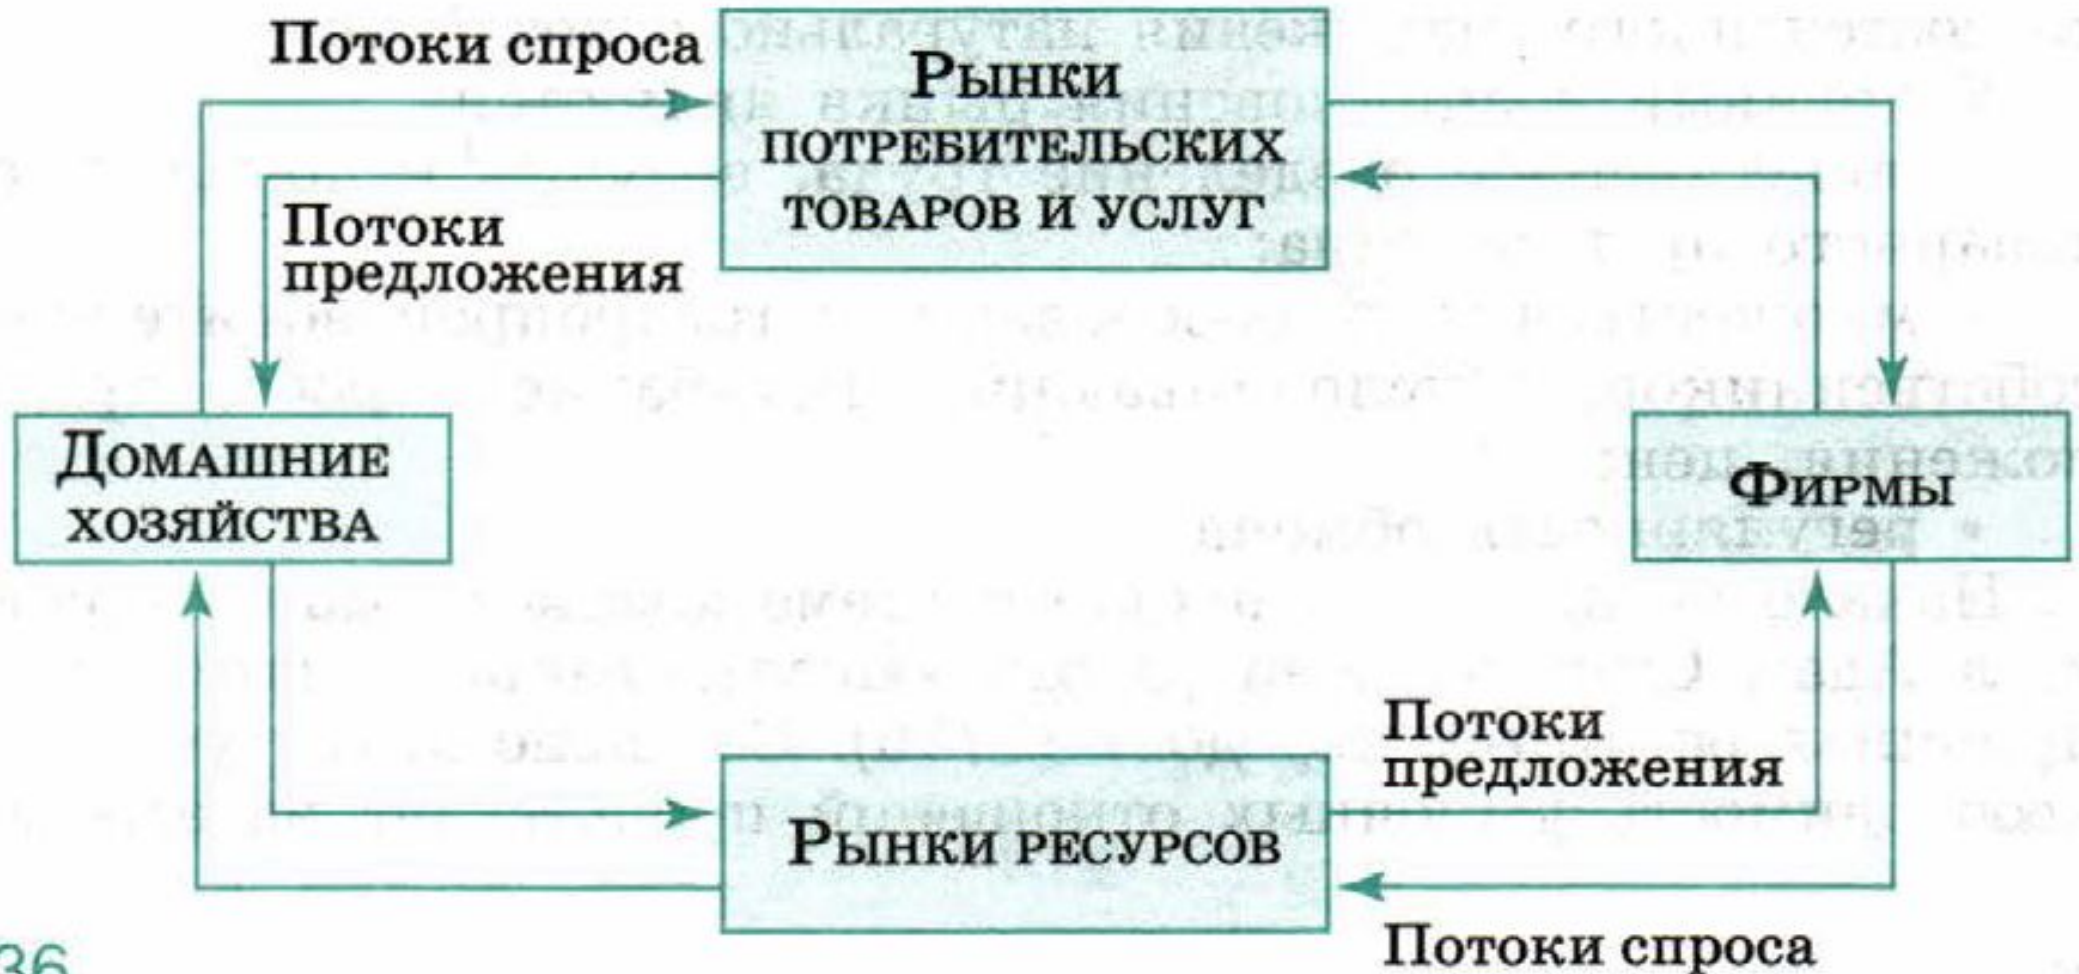 Потоки спроса
Рынки
потребительских
товаров и услуг
Потоки
предложения
Домашние
хозяйства
Фирмы
Потоки
предложения
Рынки ресурсов
Потоки спроса
36